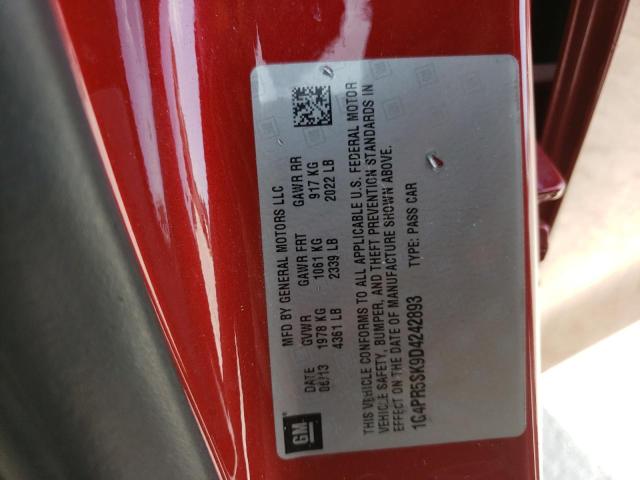 MFD BY GENERAL MOTORS LLC
DATE GVWR GAWR FRT GAWR RR
06/13 1978 KG 1061 KG 917 KG
4361 LB 2339 LB 2022 LB
GM
THIS VEHICLE CONFORMS TO ALL APPLICABLE U.S. FEDERAL MOTOR
VEHICLE SAFETY, BUMPER, AND THEFT PREVENTION STANDARDS IN
EFFECT ON THE DATE OF MANUFACTURE SHOWN ABOVE.
1G4PR5SK9D4242893 TYPE: PASS CAR